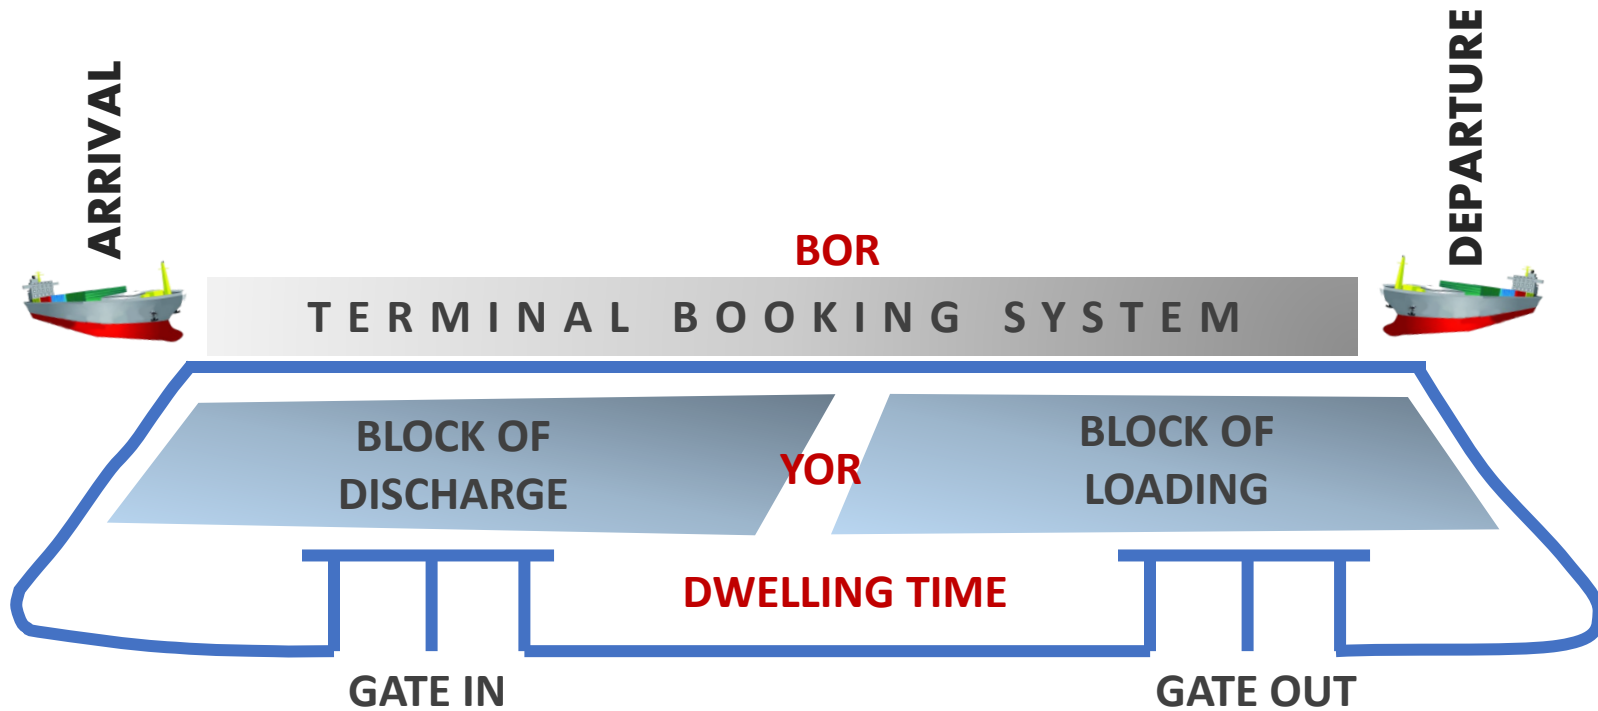 ARRIVAL
DEPARTURE
BOR
TERMINAL BOOKING SYSTEM
BLOCK OF
DISCHARGE
YOR
BLOCK OF
LOADING
DWELLING TIME
GATE IN
GATE OUT